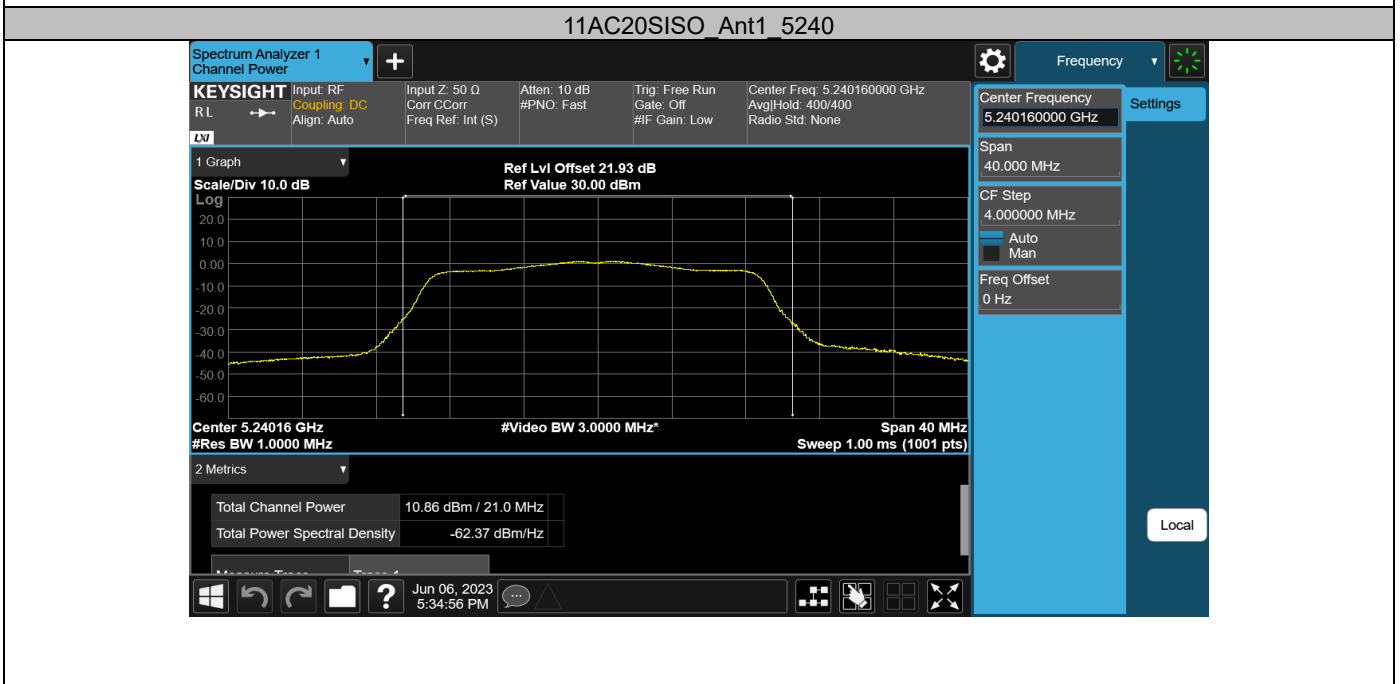 11AC20SISO_Ant1_5240
Spectrum Analyzer 1
Channel Power
Frequency
KEYSIGHT
R L
LXI
Input: RF
Coupling: DC
Align: Auto
Input Z: 50 Ω
Corr CCorr
Freq Ref: Int (S)
Atten: 10 dB
#PNO: Fast
Trig: Free Run
Gate: Off
#IF Gain: Low
Center Freq: 5.240160000 GHz
Avg|Hold: 400/400
Radio Std: None
Center Frequency
5.240160000 GHz
Settings
Span
40.000 MHz
CF Step
4.000000 MHz
Auto
Man
Freq Offset
0 Hz
1 Graph
Scale/Div 10.0 dB
Ref Lvl Offset 21.93 dB
Ref Value 30.00 dBm
Log
20.0
10.0
0.00
-10.0
-20.0
-30.0
-40.0
-50.0
-60.0
Center 5.24016 GHz
#Video BW 3.0000 MHz*
Span 40 MHz
#Res BW 1.0000 MHz
Sweep 1.00 ms (1001 pts)
2 Metrics
Total Channel Power 10.86 dBm / 21.0 MHz
Total Power Spectral Density -62.37 dBm/Hz
Measure Trace Trace 1
Local
?
Jun 06, 2023
5:34:56 PM